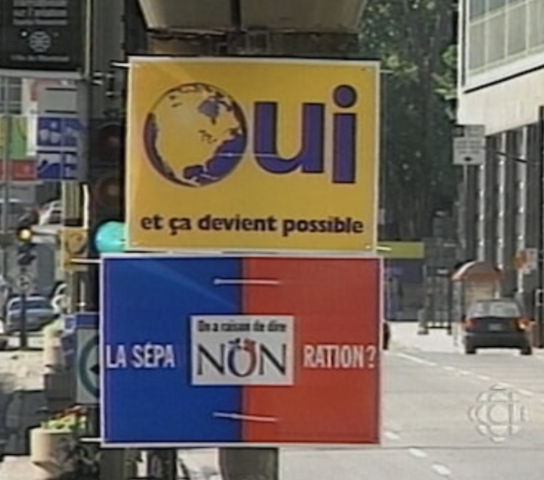 Oui
et ça devient possible
On a raison de dire
LA SÉPA NON RATION?